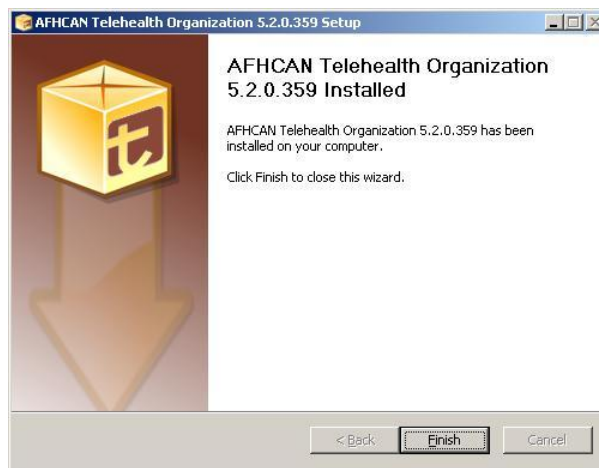 AFHCAN Telehealth Organization 5.2.0.359 Setup
AFHCAN Telehealth Organization
5.2.0.359 Installed
AFHCAN Telehealth Organization 5.2.0.359 has been
installed on your computer.
Click Finish to close this wizard.
t
< Back
Finish
Cancel